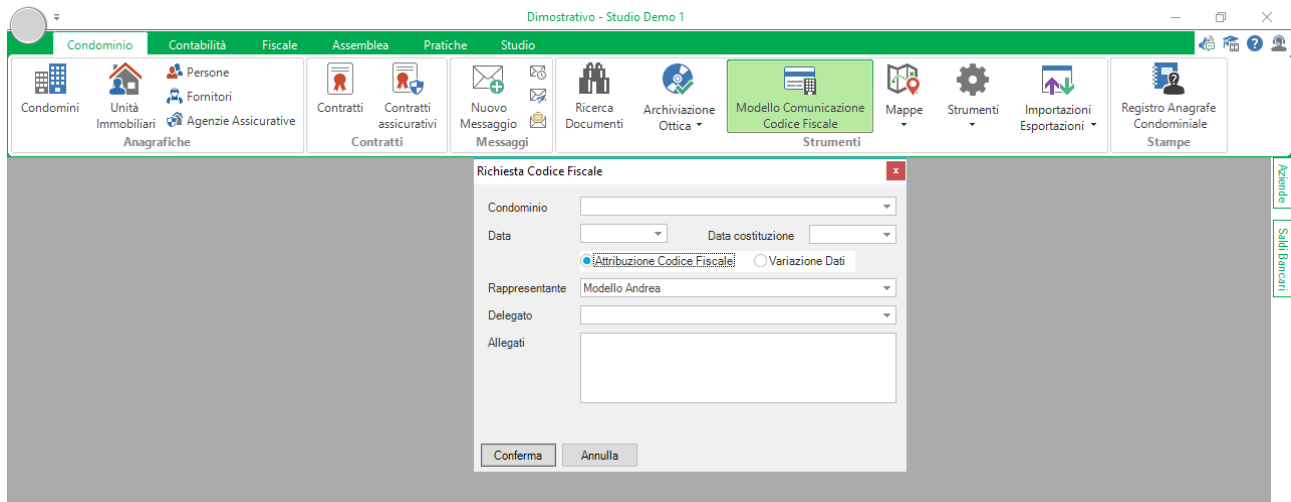 Dimostrativo - Studio Demo 1
Condominio Contabilità Fiscale Assemblea Pratiche Studio
Condomini
Unità
Immobiliari
Persone
Fornitori
Agenzie Assicurative
Anagrafiche
Contratti
Contratti
assicurativi
Contratti
Nuovo
Messaggio
Messaggi
Ricerca
Documenti
Archiviazione
Ottica
Modello Comunicazione
Codice Fiscale
Mappe
Strumenti
Importazioni
Esportazioni
Strumenti
Registro Anagrafe
Condominiale
Stampe
Richiesta Codice Fiscale
Condominio
Data
Data costituzione
Attribuzione Codice Fiscale
Variazione Dati
Rappresentante
Modello Andrea
Delegato
Allegati
Conferma
Annulla
Aziende
Saldi Bancari